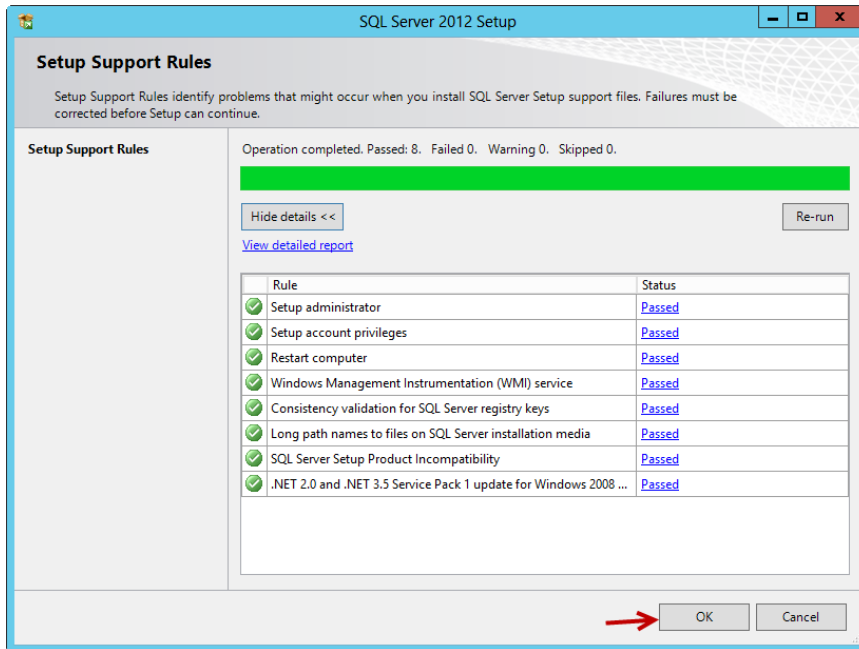 SQL Server 2012 Setup
Setup Support Rules
Setup Support Rules identify problems that might occur when you install SQL Server Setup support files. Failures must be
corrected before Setup can continue.
Setup Support Rules
Operation completed. Passed: 8. Failed 0. Warning 0. Skipped 0.
Hide details <<
Re-run
View detailed report
Rule Status
Setup administrator Passed
Setup account privileges Passed
Restart computer Passed
Windows Management Instrumentation (WMI) service Passed
Consistency validation for SQL Server registry keys Passed
Long path names to files on SQL Server installation media Passed
SQL Server Setup Product Incompatibility Passed
.NET 2.0 and .NET 3.5 Service Pack 1 update for Windows 2008 ... Passed
OK Cancel